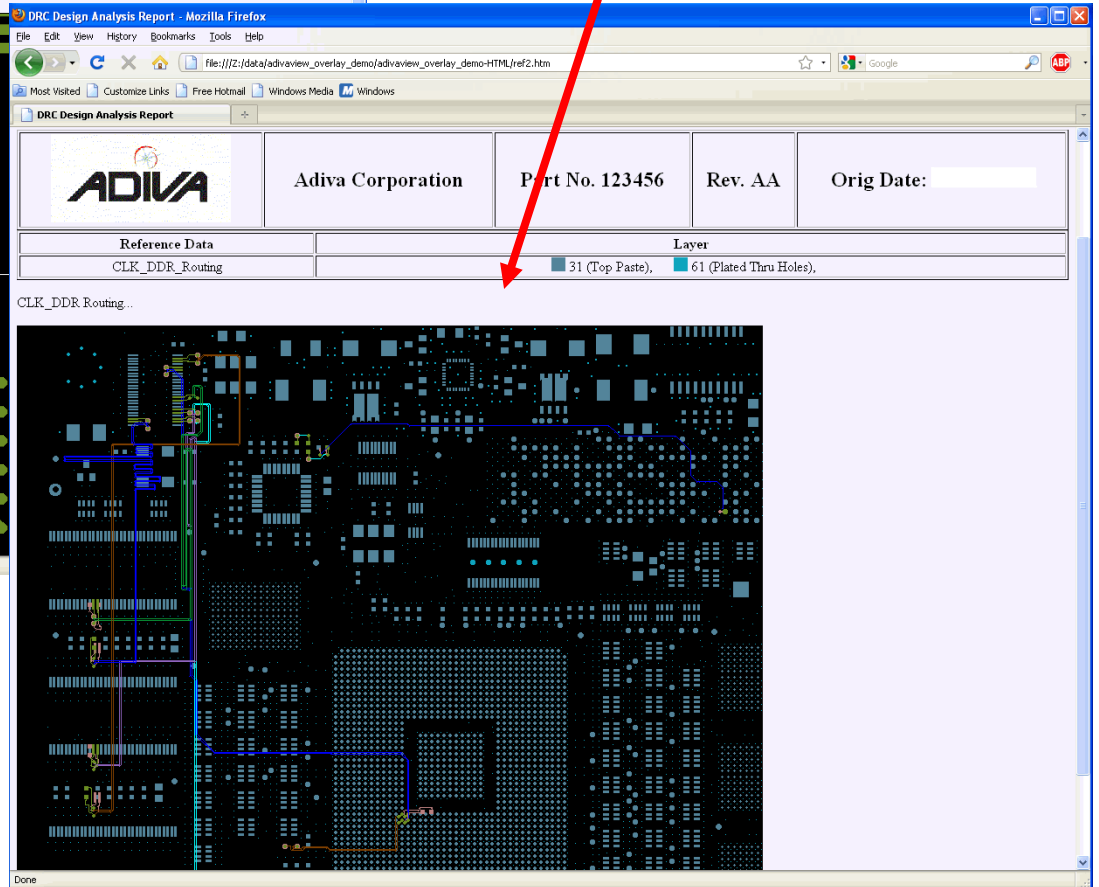 DRC Design Analysis Report - Mozilla Firefox
File Edit View History Bookmarks Tools Help
file:///Z:/data/adivaview_overlay_demo/adivaview_overlay_demo-HTML/ref2.htm
Google
ABP
Most Visited Customize Links Free Hotmail Windows Media Windows
DRC Design Analysis Report
ADIVA
Adiva Corporation
Part No. 123456
Rev. AA
Orig Date:
Reference Data Layer
CLK_DDR_Routing 31 (Top Paste), 61 (Plated Thru Holes),
CLK_DDR Routing...
Done